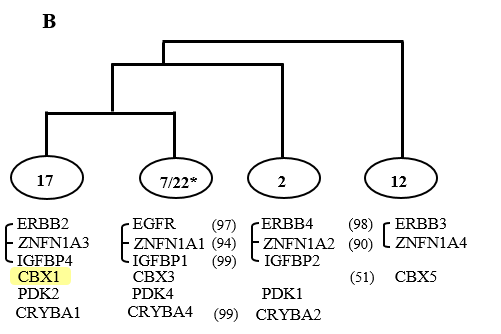 B
17 7/22* 2 12
ERBB2 EGFR (97) ERBB4 (98) ERBB3
ZNFN1A3 ZNFN1A1 (94) ZNFN1A2 (90) ZNFN1A4
IGFBP4 IGFBP1 (99) IGFBP2
CBX1 CBX3 (51) CBX5
PDK2 PDK4 PDK1
CRYBA1 CRYBA4 (99) CRYBA2